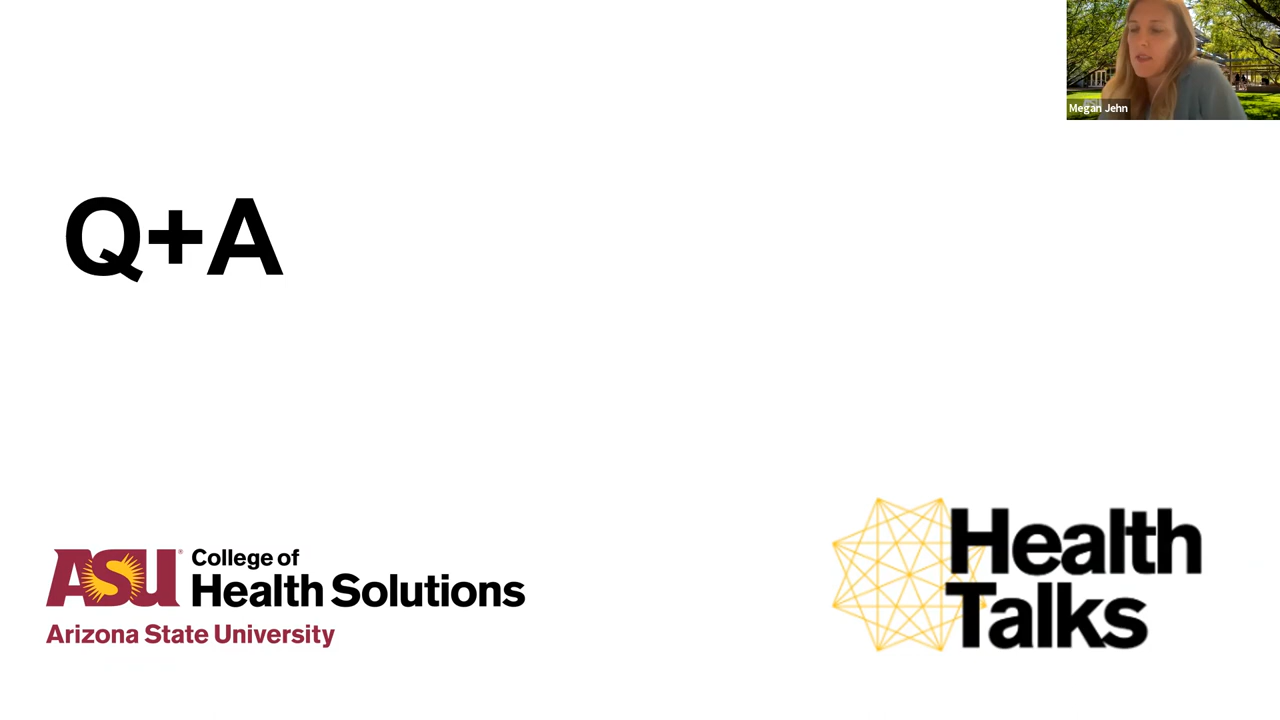 Megan Jehn
Q+A
ASU
College of
Health Solutions
Arizona State University
Health
Talks